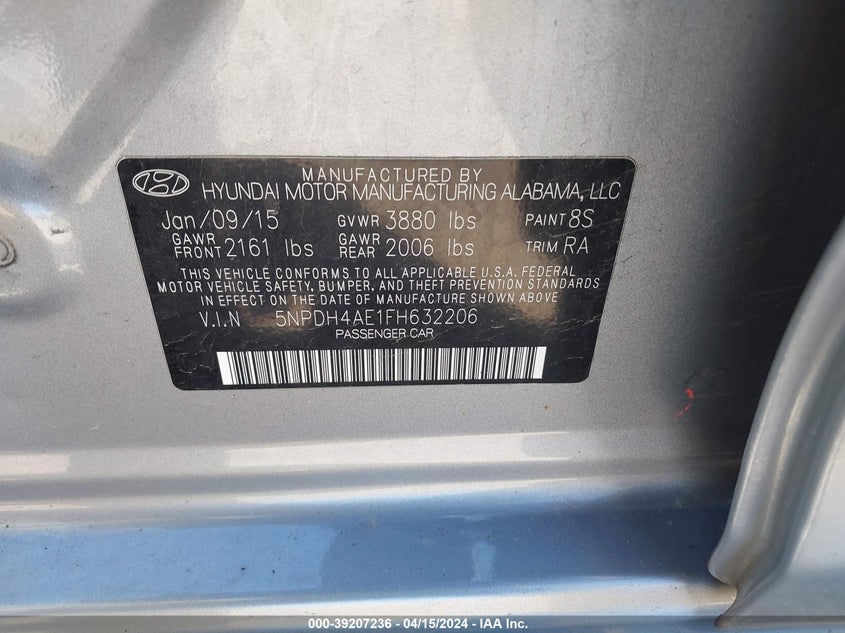 MANUFACTURED BY
HYUNDAI MOTOR MANUFACTURING ALABAMA, LLC
Jan/09/15 GVWR 3880 lbs PAINT 8S
GAWR FRONT 2161 lbs GAWR REAR 2006 lbs TRIM RA
THIS VEHICLE CONFORMS TO ALL APPLICABLE U.S.A. FEDERAL
MOTOR VEHICLE SAFETY, BUMPER, AND THEFT PREVENTION STANDARDS
IN EFFECT ON THE DATE OF MANUFACTURE SHOWN ABOVE
V.I.N 5NPDH4AE1FH632206
PASSENGER CAR
000-39207236 - 04/15/2024 - IAA Inc.